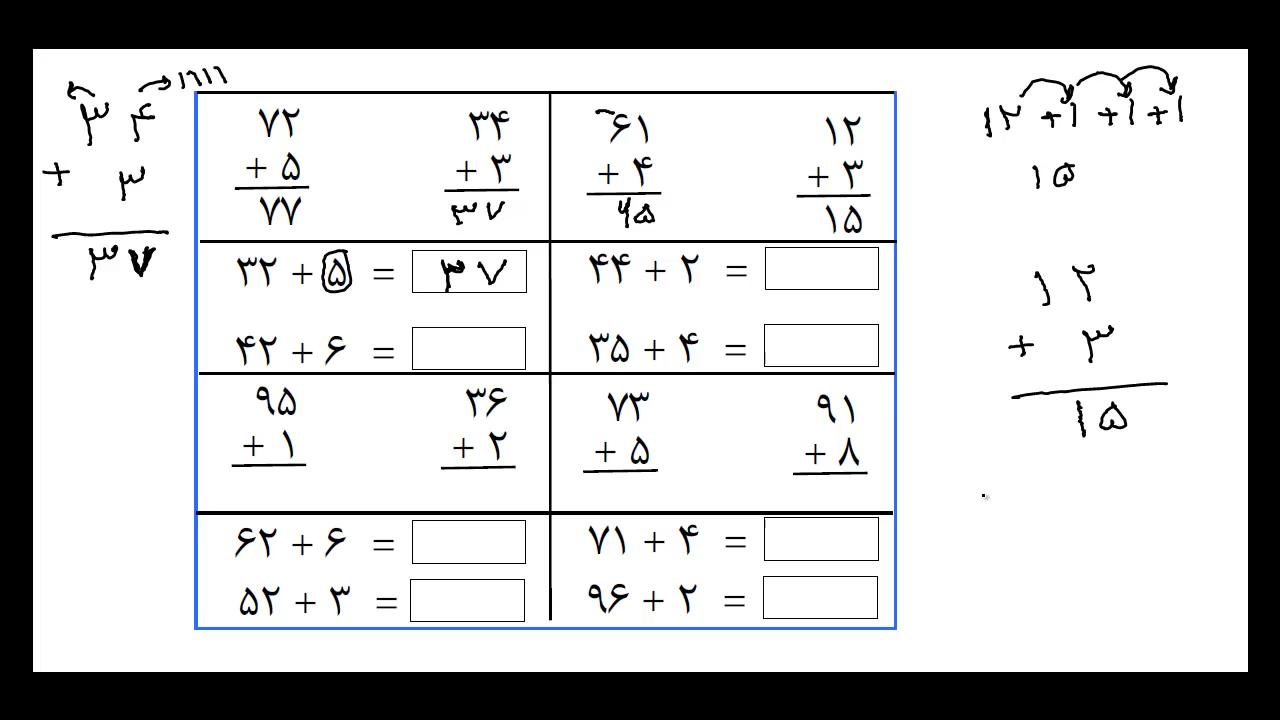 ۳۴ ۱۲۱۱
+ ۳
۳۷
۷۲ ۳۴ ۶۱ ۱۲
+ ۵ + ۳ + ۴ + ۳
۷۷ ۳۷ ۶۵ ۱۵
۳۲ + ۵ = ۳۷ ۴۴ + ۲ =
۴۲ + ۶ = ۳۵ + ۴ =
۹۵ ۳۶ ۷۳ ۹۱
+ ۱ + ۲ + ۵ + ۸
۶۲ + ۶ = ۷۱ + ۴ =
۵۲ + ۳ = ۹۶ + ۲ =
۱۲ + ۱ + ۱ + ۱
۱۵
۱۲
+ ۳
۱۵